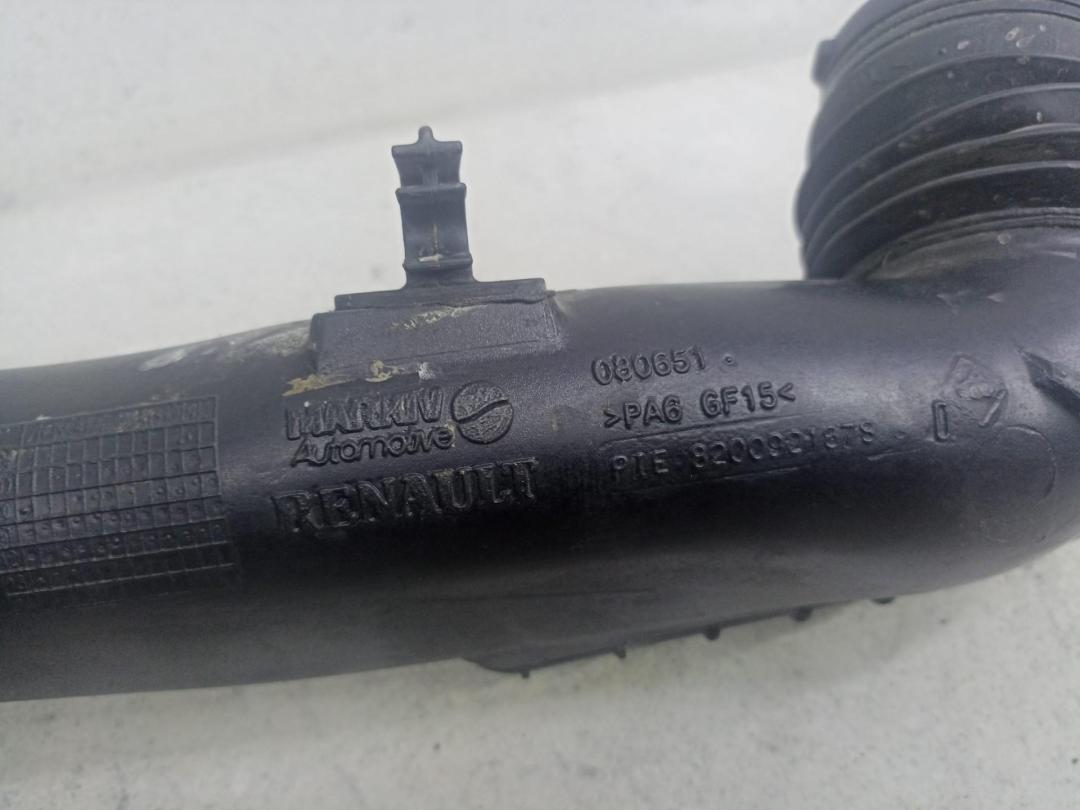 MARK IV
Automotive
RENAULT
080651
>PA6 GF15<
PTE 8200921878
D